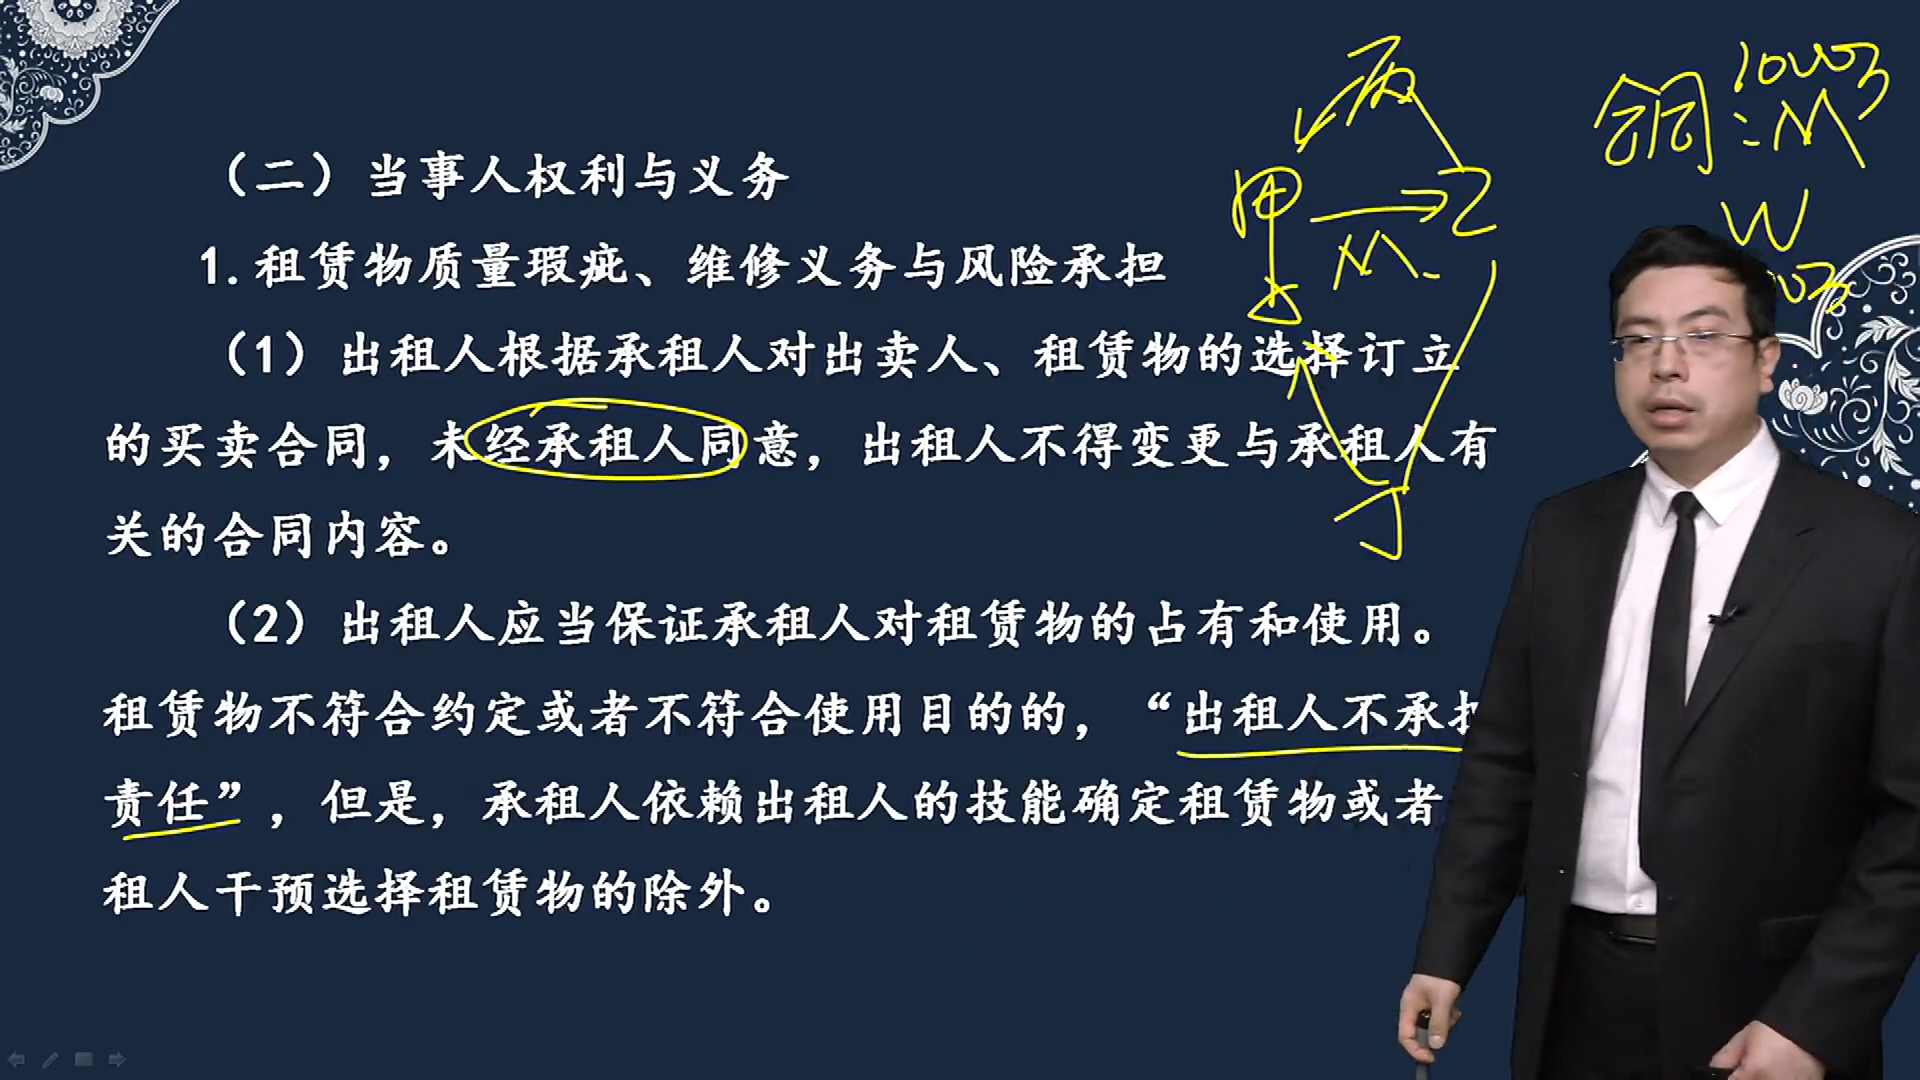 （二）当事人权利与义务
1.租赁物质量瑕疵、维修义务与风险承担
（1）出租人根据承租人对出卖人、租赁物的选择订立
的买卖合同，未经承租人同意，出租人不得变更与承租人有
关的合同内容。
（2）出租人应当保证承租人对租赁物的占有和使用。
租赁物不符合约定或者不符合使用目的的，“出租人不承
责任”，但是，承租人依赖出租人的技能确定租赁物或者
租人干预选择租赁物的除外。
丙
甲
乙
M
丁
M
W